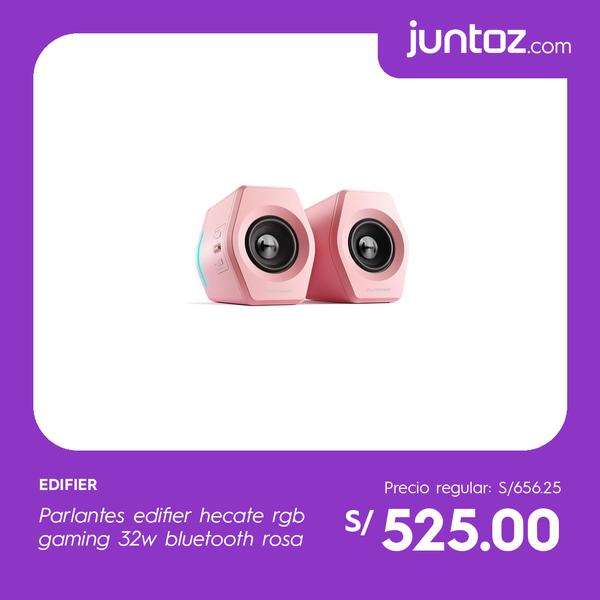 juntoz.com
EDIFIER
Parlantes edifier hecate rgb
gaming 32w bluetooth rosa
Precio regular: S/656.25
S/ 525.00